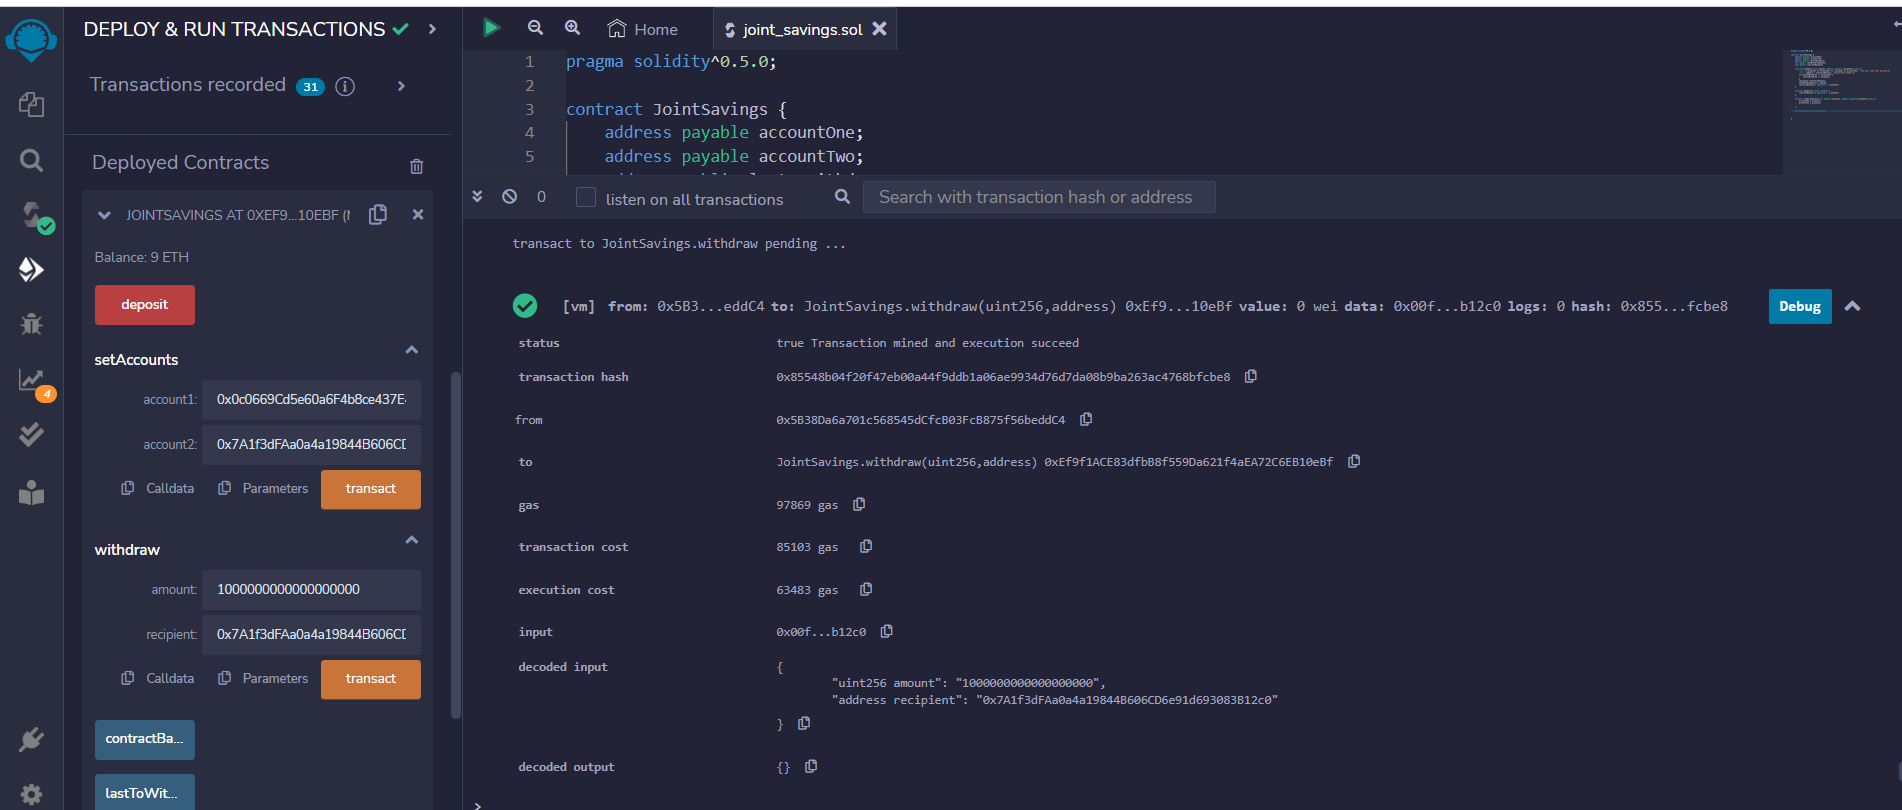 DEPLOY & RUN TRANSACTIONS
Transactions recorded 31
Deployed Contracts
JOINTSAVINGS AT 0XEF9...10EBF (
Balance: 9 ETH
deposit
setAccounts
account1: 0x0c0669Cd5e60a6F4b8ce437E
account2: 0x7A1f3dFAa0a4a19844B606CD
Calldata Parameters transact
withdraw
amount: 1000000000000000000
recipient: 0x7A1f3dFAa0a4a19844B606CD
Calldata Parameters transact
contractBa...
lastToWit...
4
Home joint_savings.sol
1 pragma solidity^0.5.0;
2
3 contract JointSavings {
4 address payable accountOne;
5 address payable accountTwo;
0 listen on all transactions Search with transaction hash or address
transact to JointSavings.withdraw pending ...
[vm] from: 0x5B3...eddC4 to: JointSavings.withdraw(uint256,address) 0xEf9...10eBf value: 0 wei data: 0x00f...b12c0 logs: 0 hash: 0x855...fcbe8 Debug
status true Transaction mined and execution succeed
transaction hash 0x85548b04f20f47eb00a44f9ddb1a06ae9934d76d7da08b9ba263ac4768bfcbe8
from 0x5B38Da6a701c568545dCfcB03FcB875f56beddC4
to JointSavings.withdraw(uint256,address) 0xEf9f1ACE83dfbB8f559Da621f4aEA72C6EB10eBf
gas 97869 gas
transaction cost 85103 gas
execution cost 63483 gas
input 0x00f...b12c0
decoded input {
"uint256 amount": "1000000000000000000",
"address recipient": "0x7A1f3dFAa0a4a19844B606CD6e91d693083B12c0"
}
decoded output {}
>